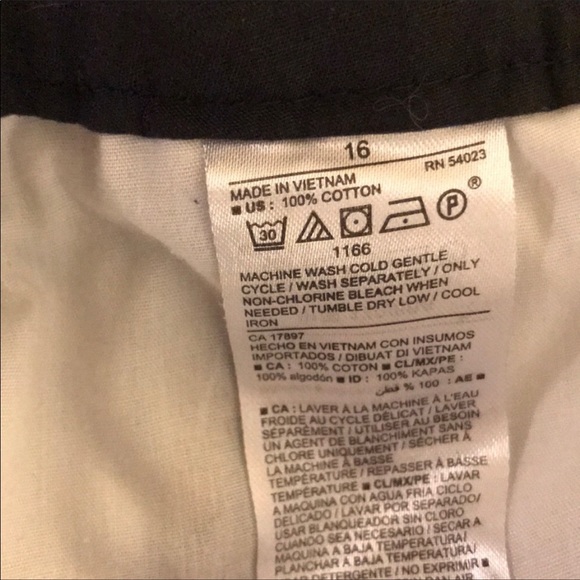 16
RN 54023
MADE IN VIETNAM
■ US : 100% COTTON
30 P ®
1166
MACHINE WASH COLD GENTLE
CYCLE / WASH SEPARATELY / ONLY
NON-CHLORINE BLEACH WHEN
NEEDED / TUMBLE DRY LOW / COOL
IRON
CA 17897
HECHO EN VIETNAM CON INSUMOS
IMPORTADOS / DIBUAT DI VIETNAM
■ CA : 100% COTON ■ CL/MX/PE :
100% algodón ■ ID : 100% KAPAS
■ AE : 100 % قطن
■ CA : LAVER À LA MACHINE À L'EAU
FROIDE AU CYCLE DÉLICAT / LAVER
SÉPARÉMENT / UTILISER AU BESOIN
UN AGENT DE BLANCHIMENT SANS
CHLORE UNIQUEMENT / SÉCHER À
LA MACHINE À BASSE
TEMPÉRATURE / REPASSER À BASSE
TEMPÉRATURE ■ CL/MX/PE : LAVAR
A MAQUINA CON AGUA FRIA CICLO
DELICADO / LAVAR POR SEPARADO/
USAR BLANQUEADOR SIN CLORO
CUANDO SEA NECESARIO / SECAR A
MAQUINA A BAJA TEMPERATURA/
PLANCHAR A BAJA TEMPERATURA/